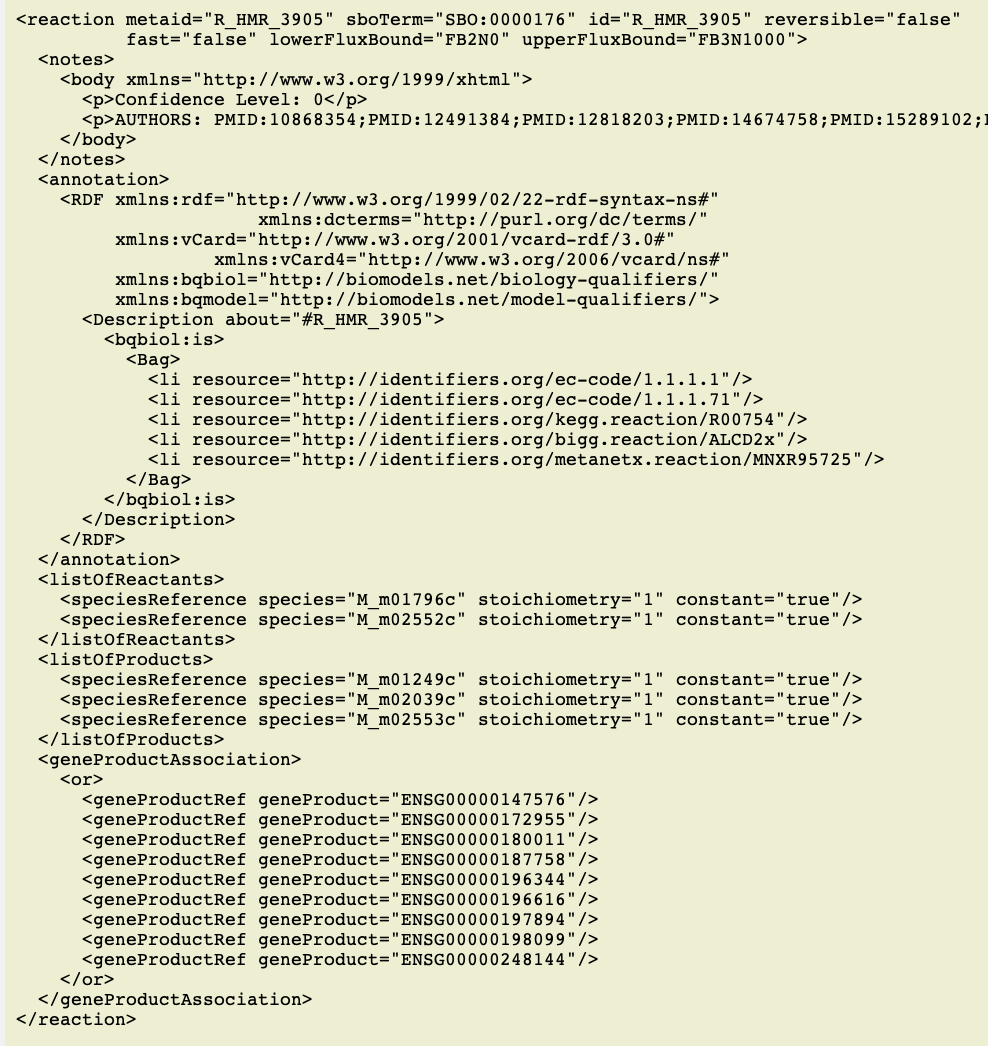 <reaction metaid="R_HMR_3905" sboTerm="SBO:0000176" id="R_HMR_3905" reversible="false"
fast="false" lowerFluxBound="FB2N0" upperFluxBound="FB3N1000">
<notes>
<body xmlns="http://www.w3.org/1999/xhtml">
<p>Confidence Level: 0</p>
<p>AUTHORS: PMID:10868354;PMID:12491384;PMID:12818203;PMID:14674758;PMID:15289102;
</body>
</notes>
<annotation>
<RDF xmlns:rdf="http://www.w3.org/1999/02/22-rdf-syntax-ns#"
xmlns:dcterms="http://purl.org/dc/terms/"
xmlns:vCard="http://www.w3.org/2001/vcard-rdf/3.0#"
xmlns:vCard4="http://www.w3.org/2006/vcard/ns#"
xmlns:bqbiol="http://biomodels.net/biology-qualifiers/"
xmlns:bqmodel="http://biomodels.net/model-qualifiers/">
<Description about="#R_HMR_3905">
<bqbiol:is>
<Bag>
<li resource="http://identifiers.org/ec-code/1.1.1.1"/>
<li resource="http://identifiers.org/ec-code/1.1.1.71"/>
<li resource="http://identifiers.org/kegg.reaction/R00754"/>
<li resource="http://identifiers.org/bigg.reaction/ALCD2x"/>
<li resource="http://identifiers.org/metanetx.reaction/MNXR95725"/>
</Bag>
</bqbiol:is>
</Description>
</RDF>
</annotation>
<listOfReactants>
<speciesReference species="M_m01796c" stoichiometry="1" constant="true"/>
<speciesReference species="M_m02552c" stoichiometry="1" constant="true"/>
</listOfReactants>
<listOfProducts>
<speciesReference species="M_m01249c" stoichiometry="1" constant="true"/>
<speciesReference species="M_m02039c" stoichiometry="1" constant="true"/>
<speciesReference species="M_m02553c" stoichiometry="1" constant="true"/>
</listOfProducts>
<geneProductAssociation>
<or>
<geneProductRef geneProduct="ENSG00000147576"/>
<geneProductRef geneProduct="ENSG00000172955"/>
<geneProductRef geneProduct="ENSG00000180011"/>
<geneProductRef geneProduct="ENSG00000187758"/>
<geneProductRef geneProduct="ENSG00000196344"/>
<geneProductRef geneProduct="ENSG00000196616"/>
<geneProductRef geneProduct="ENSG00000197894"/>
<geneProductRef geneProduct="ENSG00000198099"/>
<geneProductRef geneProduct="ENSG00000248144"/>
</or>
</geneProductAssociation>
</reaction>